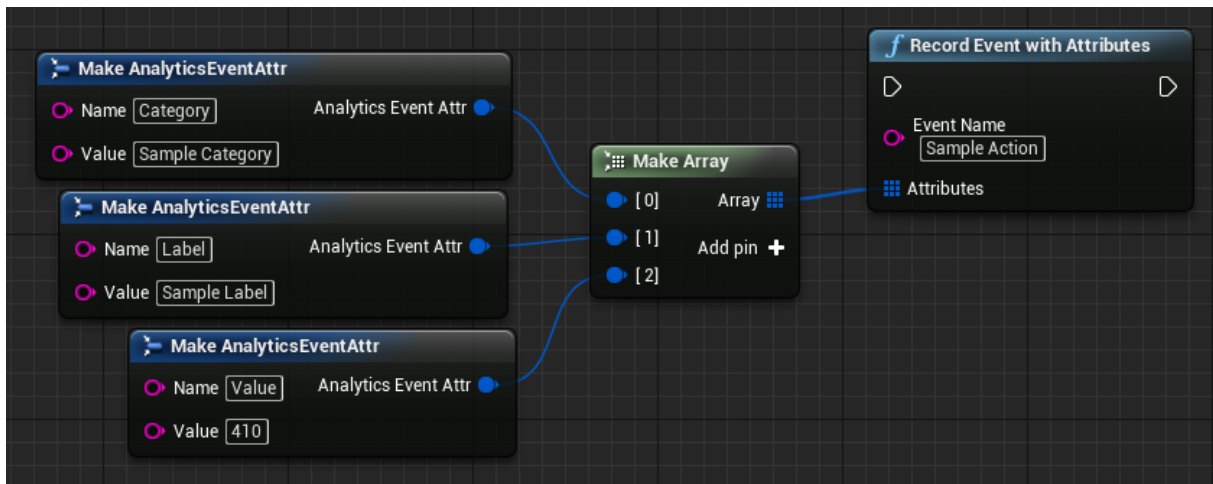 Make AnalyticsEventAttr
Name Category Analytics Event Attr
Value Sample Category
Make AnalyticsEventAttr
Name Label Analytics Event Attr
Value Sample Label
Make AnalyticsEventAttr
Name Value Analytics Event Attr
Value 410
Make Array
[0] Array
[1]
Add pin
[2]
Record Event with Attributes
Event Name
Sample Action
Attributes